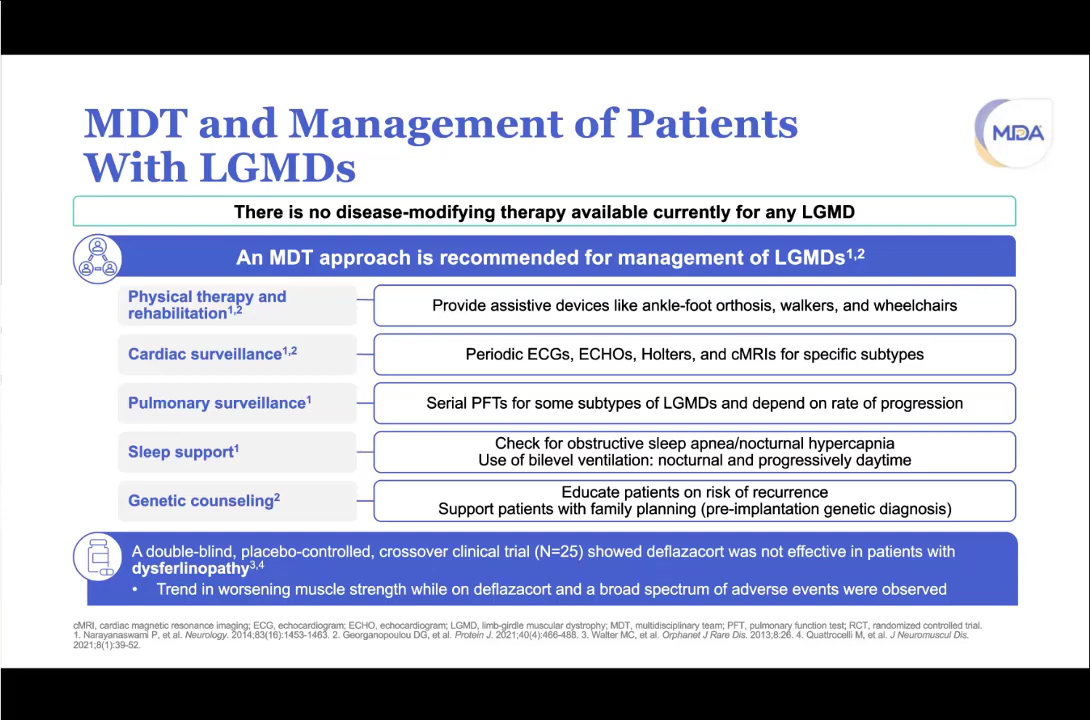 MDT and Management of Patients
With LGMDs
MDA
There is no disease-modifying therapy available currently for any LGMD
An MDT approach is recommended for management of LGMDs1,2
Physical therapy and
rehabilitation1,2
Provide assistive devices like ankle-foot orthosis, walkers, and wheelchairs
Cardiac surveillance1,2
Periodic ECGs, ECHOs, Holters, and cMRIs for specific subtypes
Pulmonary surveillance1
Serial PFTs for some subtypes of LGMDs and depend on rate of progression
Sleep support1
Check for obstructive sleep apnea/nocturnal hypercapnia
Use of bilevel ventilation: nocturnal and progressively daytime
Genetic counseling2
Educate patients on risk of recurrence
Support patients with family planning (pre-implantation genetic diagnosis)
A double-blind, placebo-controlled, crossover clinical trial (N=25) showed deflazacort was not effective in patients with
dysferlinopathy3,4
• Trend in worsening muscle strength while on deflazacort and a broad spectrum of adverse events were observed
cMRI, cardiac magnetic resonance imaging; ECG, echocardiogram; ECHO, echocardiogram; LGMD, limb-girdle muscular dystrophy; MDT, multidisciplinary team; PFT, pulmonary function test; RCT, randomized controlled trial.
1. Narayanaswami P, et al. Neurology. 2014;83(16):1453-1463. 2. Georganopoulou DG, et al. Protein J. 2021;40(4):466-488. 3. Walter MC, et al. Orphanet J Rare Dis. 2013;8:26. 4. Quattrocelli M, et al. J Neuromuscul Dis.
2021;8(1):39-52.